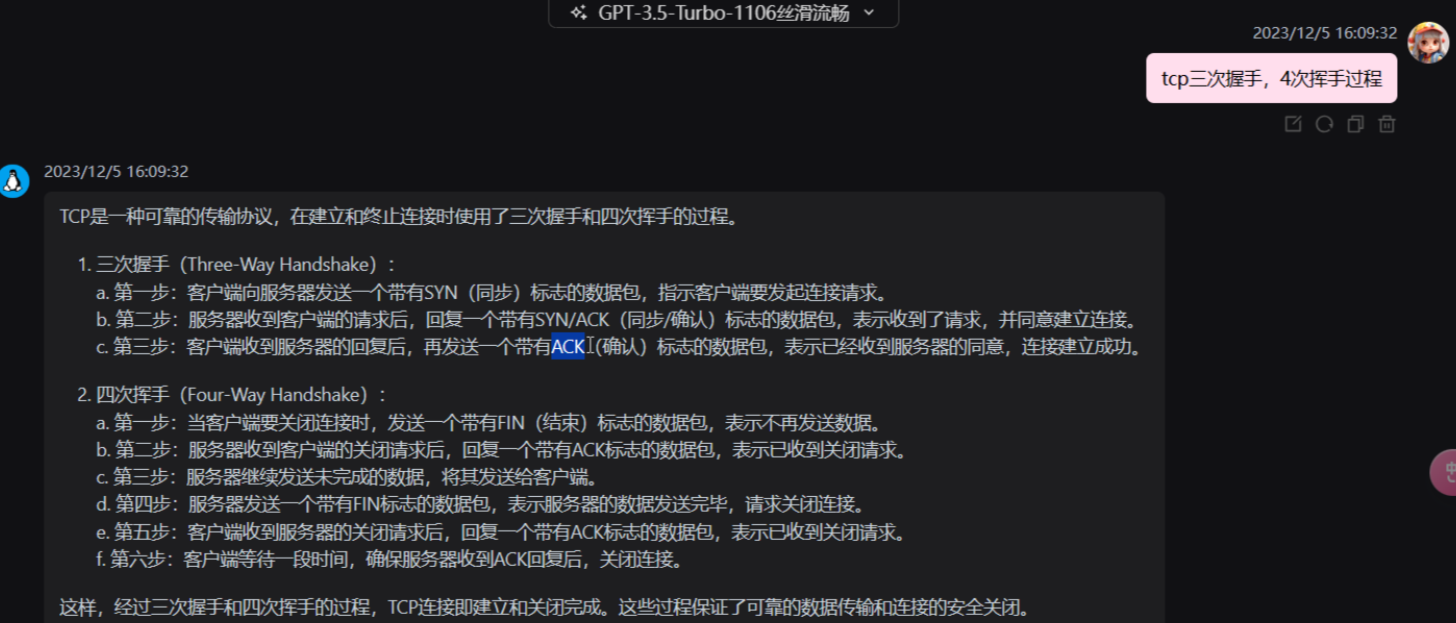 GPT-3.5-Turbo-1106丝滑流畅
2023/12/5 16:09:32
tcp三次握手，4次挥手过程
2023/12/5 16:09:32
TCP是一种可靠的传输协议，在建立和终止连接时使用了三次握手和四次挥手的过程。
1. 三次握手（Three-Way Handshake）：
a. 第一步：客户端向服务器发送一个带有SYN（同步）标志的数据包，指示客户端要发起连接请求。
b. 第二步：服务器收到客户端的请求后，回复一个带有SYN/ACK（同步/确认）标志的数据包，表示收到了请求，并同意建立连接。
c. 第三步：客户端收到服务器的回复后，再发送一个带有ACK（确认）标志的数据包，表示已经收到服务器的同意，连接建立成功。
2. 四次挥手（Four-Way Handshake）：
a. 第一步：当客户端要关闭连接时，发送一个带有FIN（结束）标志的数据包，表示不再发送数据。
b. 第二步：服务器收到客户端的关闭请求后，回复一个带有ACK标志的数据包，表示已收到关闭请求。
c. 第三步：服务器继续发送未完成的数据，将其发送给客户端。
d. 第四步：服务器发送一个带有FIN标志的数据包，表示服务器的数据发送完毕，请求关闭连接。
e. 第五步：客户端收到服务器的关闭请求后，回复一个带有ACK标志的数据包，表示已收到关闭请求。
f. 第六步：客户端等待一段时间，确保服务器收到ACK回复后，关闭连接。
这样，经过三次握手和四次挥手的过程，TCP连接即建立和关闭完成。这些过程保证了可靠的数据传输和连接的安全关闭。